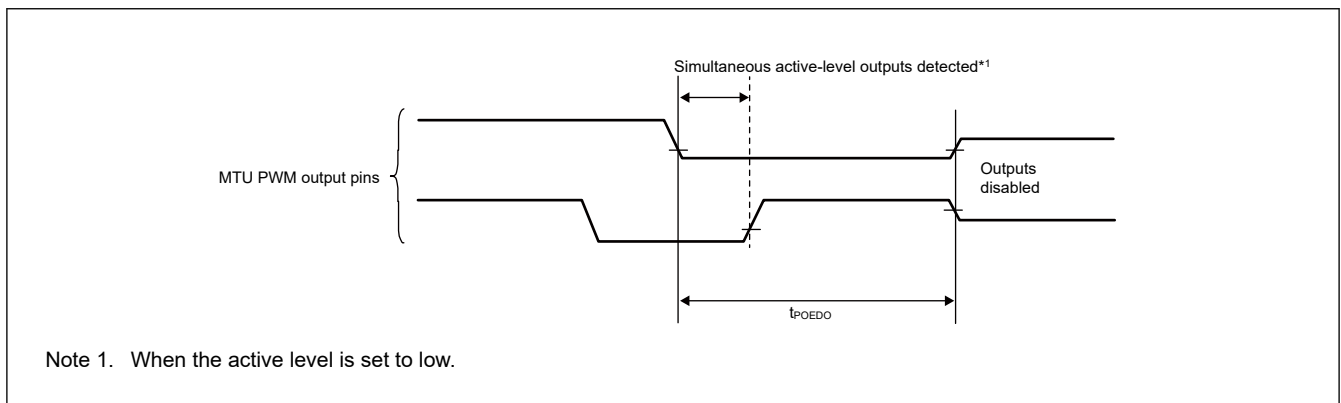 Simultaneous active-level outputs detected*1
MTU PWM output pins
Outputs
disabled
tPOEDO
Note 1. When the active level is set to low.